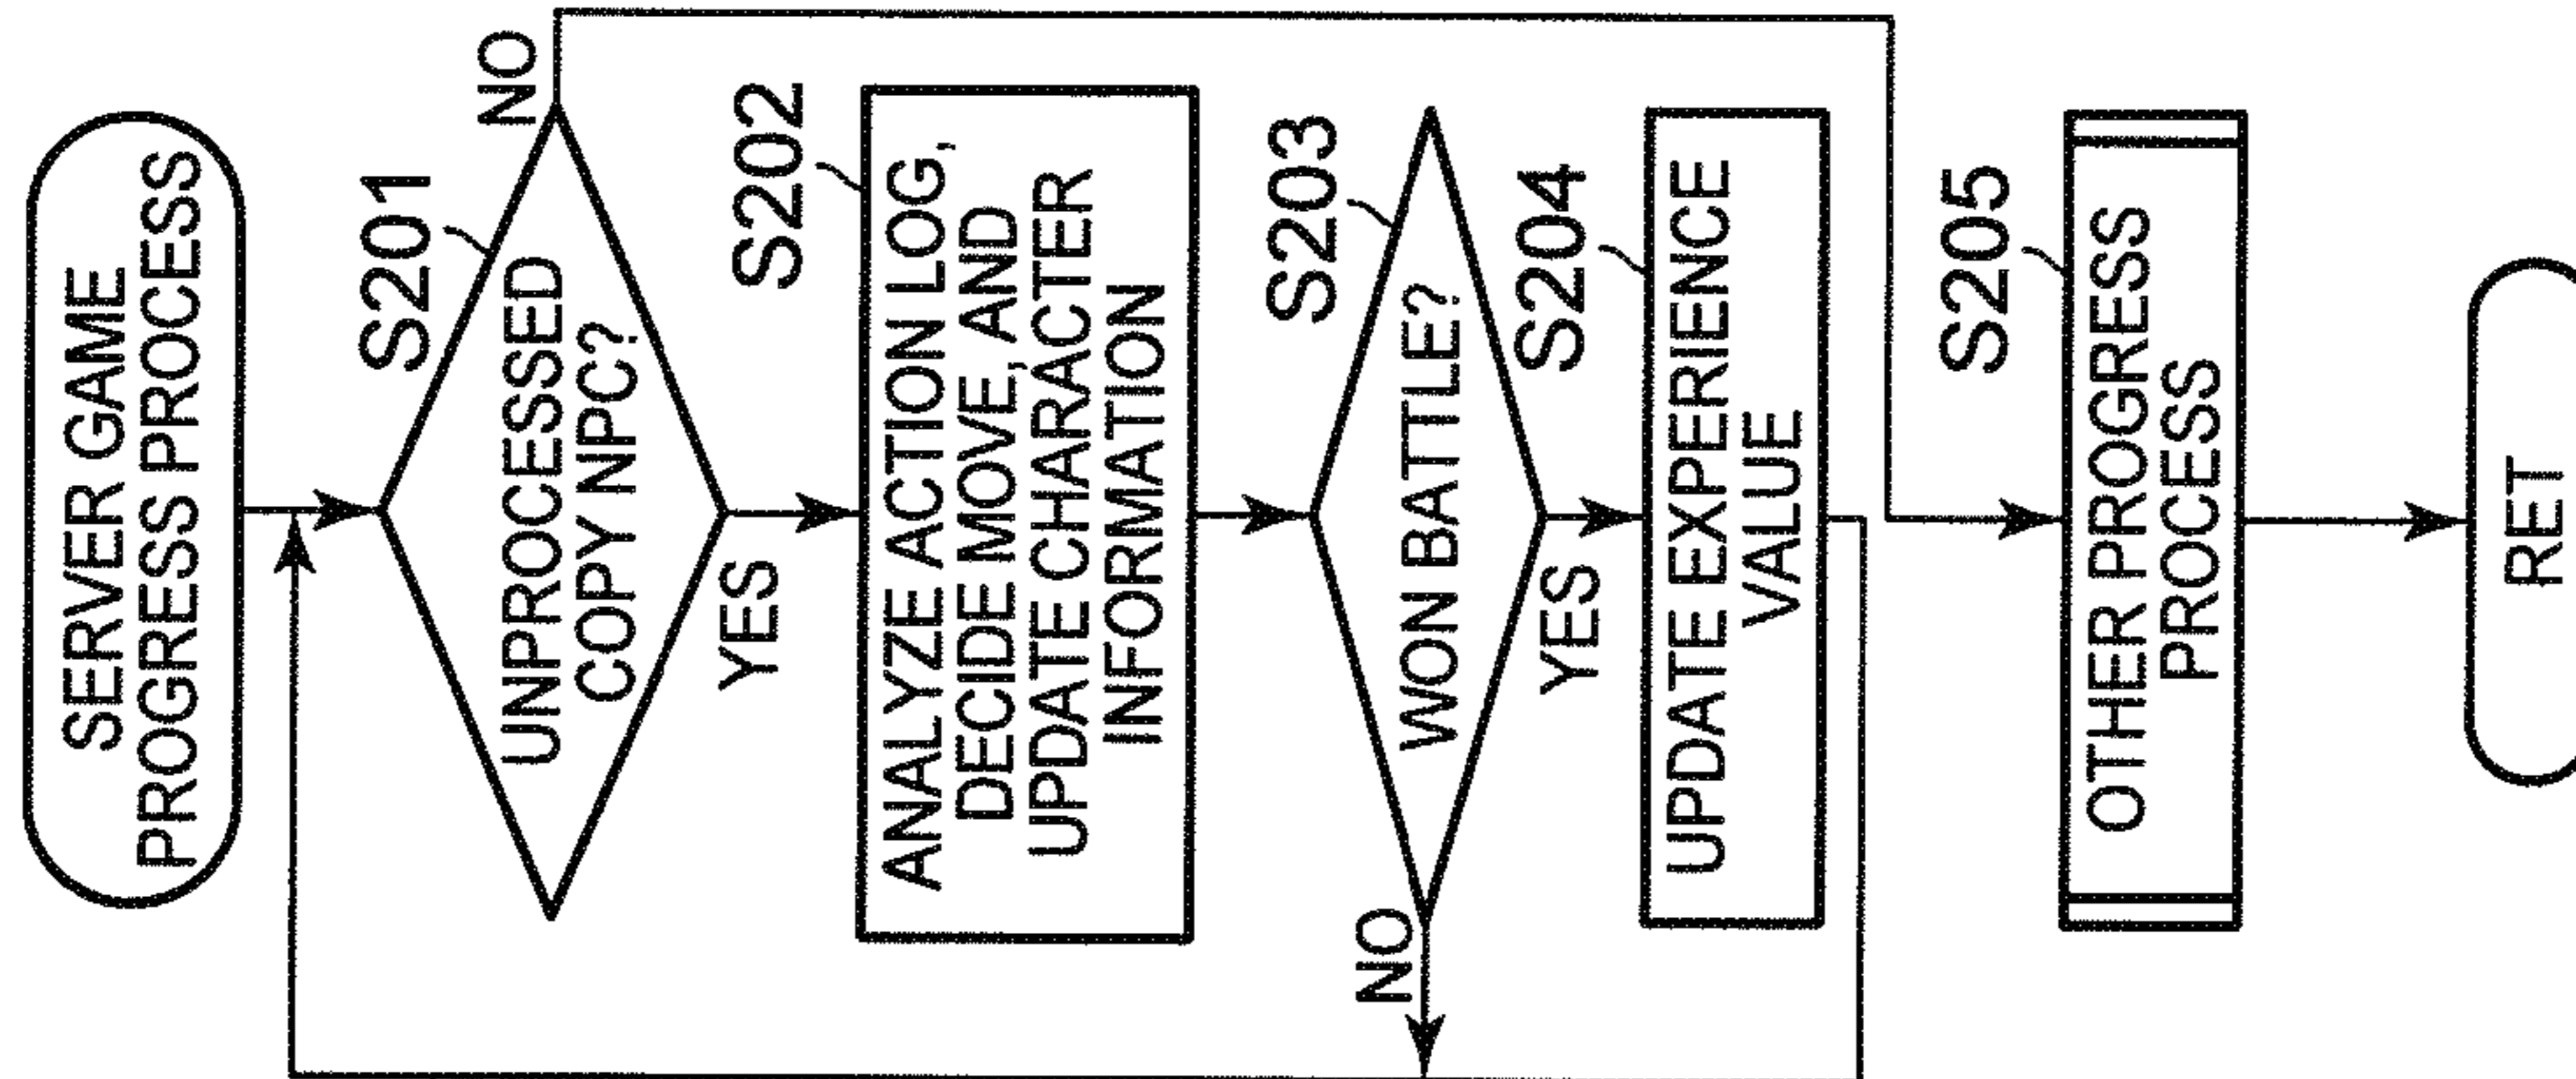 SERVER GAME
PROGRESS PROCESS
S201
NO
UNPROCESSED
COPY NPC?
YES
S202
ANALYZE ACTION LOG,
DECIDE MOVE, AND
UPDATE CHARACTER
INFORMATION
S203
WON BATTLE?
NO
YES
S204
UPDATE EXPERIENCE
VALUE
S205
OTHER PROGRESS
PROCESS
RET